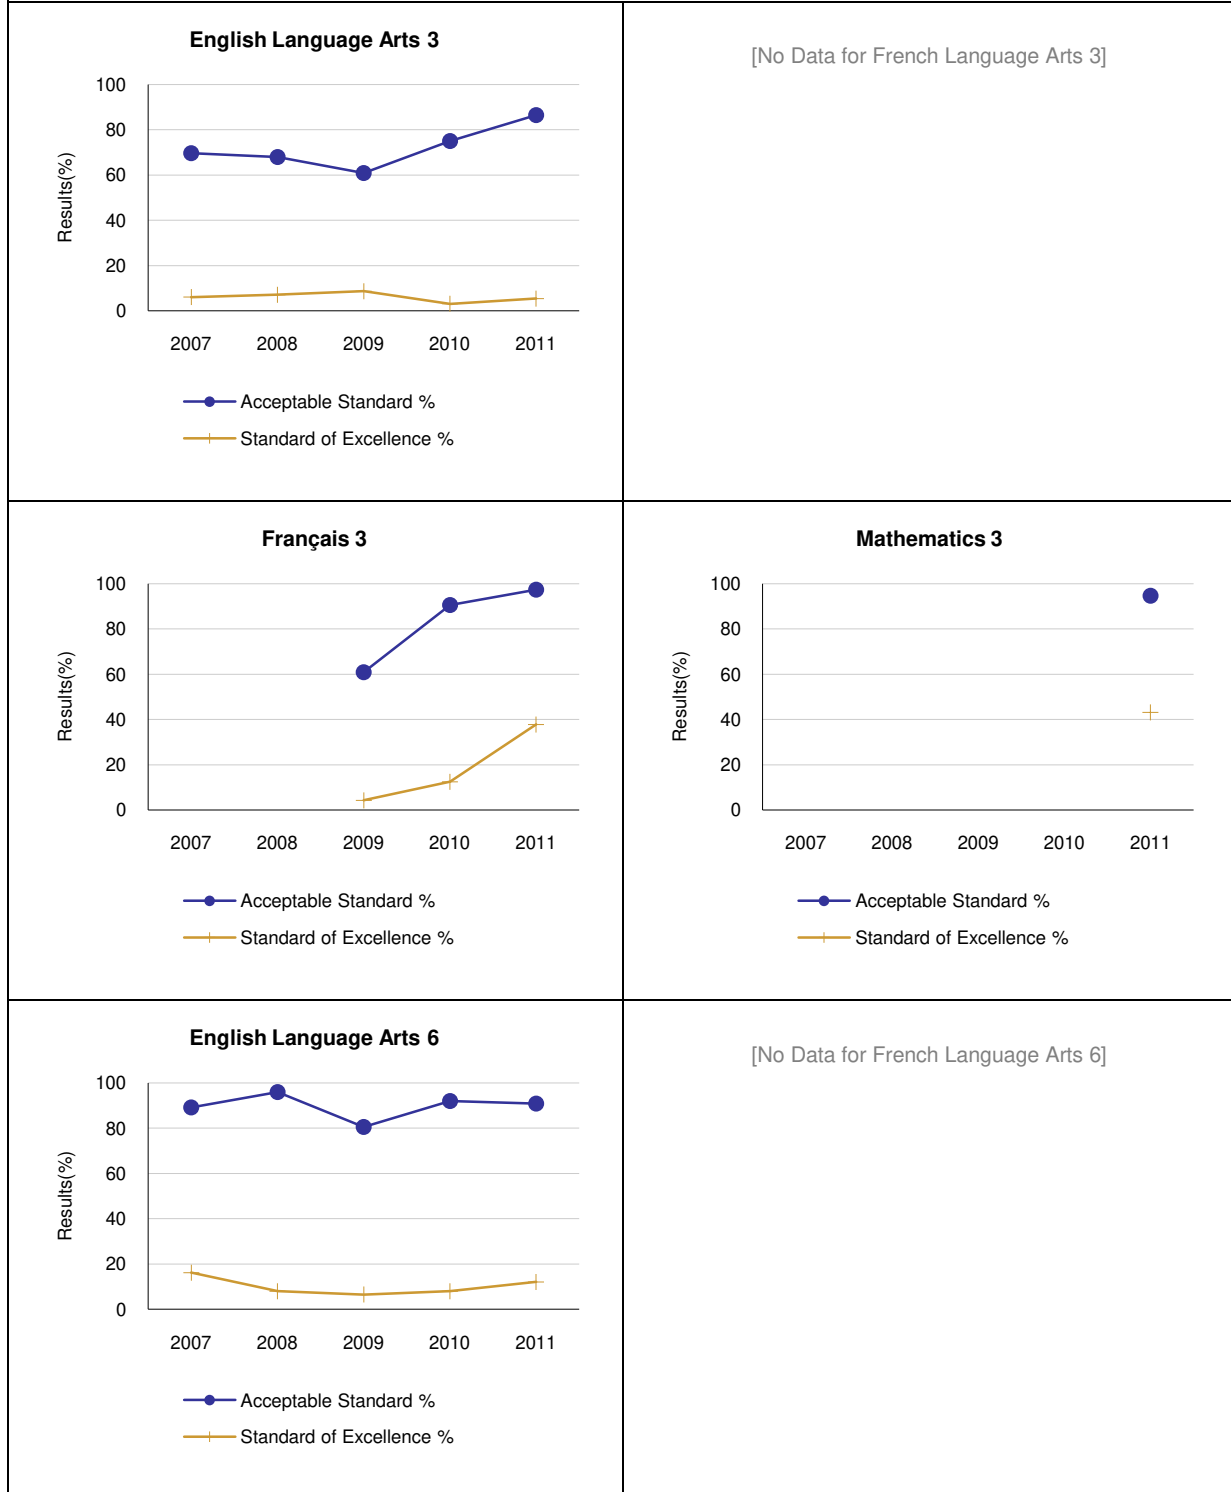 English Language Arts 3
100
80
60
40
20
0
Results(%)
2007 2008 2009 2010 2011
Acceptable Standard %
Standard of Excellence %
[No Data for French Language Arts 3]
Français 3
100
80
60
40
20
0
Results(%)
2007 2008 2009 2010 2011
Acceptable Standard %
Standard of Excellence %
Mathematics 3
100
80
60
40
20
0
Results(%)
2007 2008 2009 2010 2011
Acceptable Standard %
Standard of Excellence %
English Language Arts 6
100
80
60
40
20
0
Results(%)
2007 2008 2009 2010 2011
Acceptable Standard %
Standard of Excellence %
[No Data for French Language Arts 6]